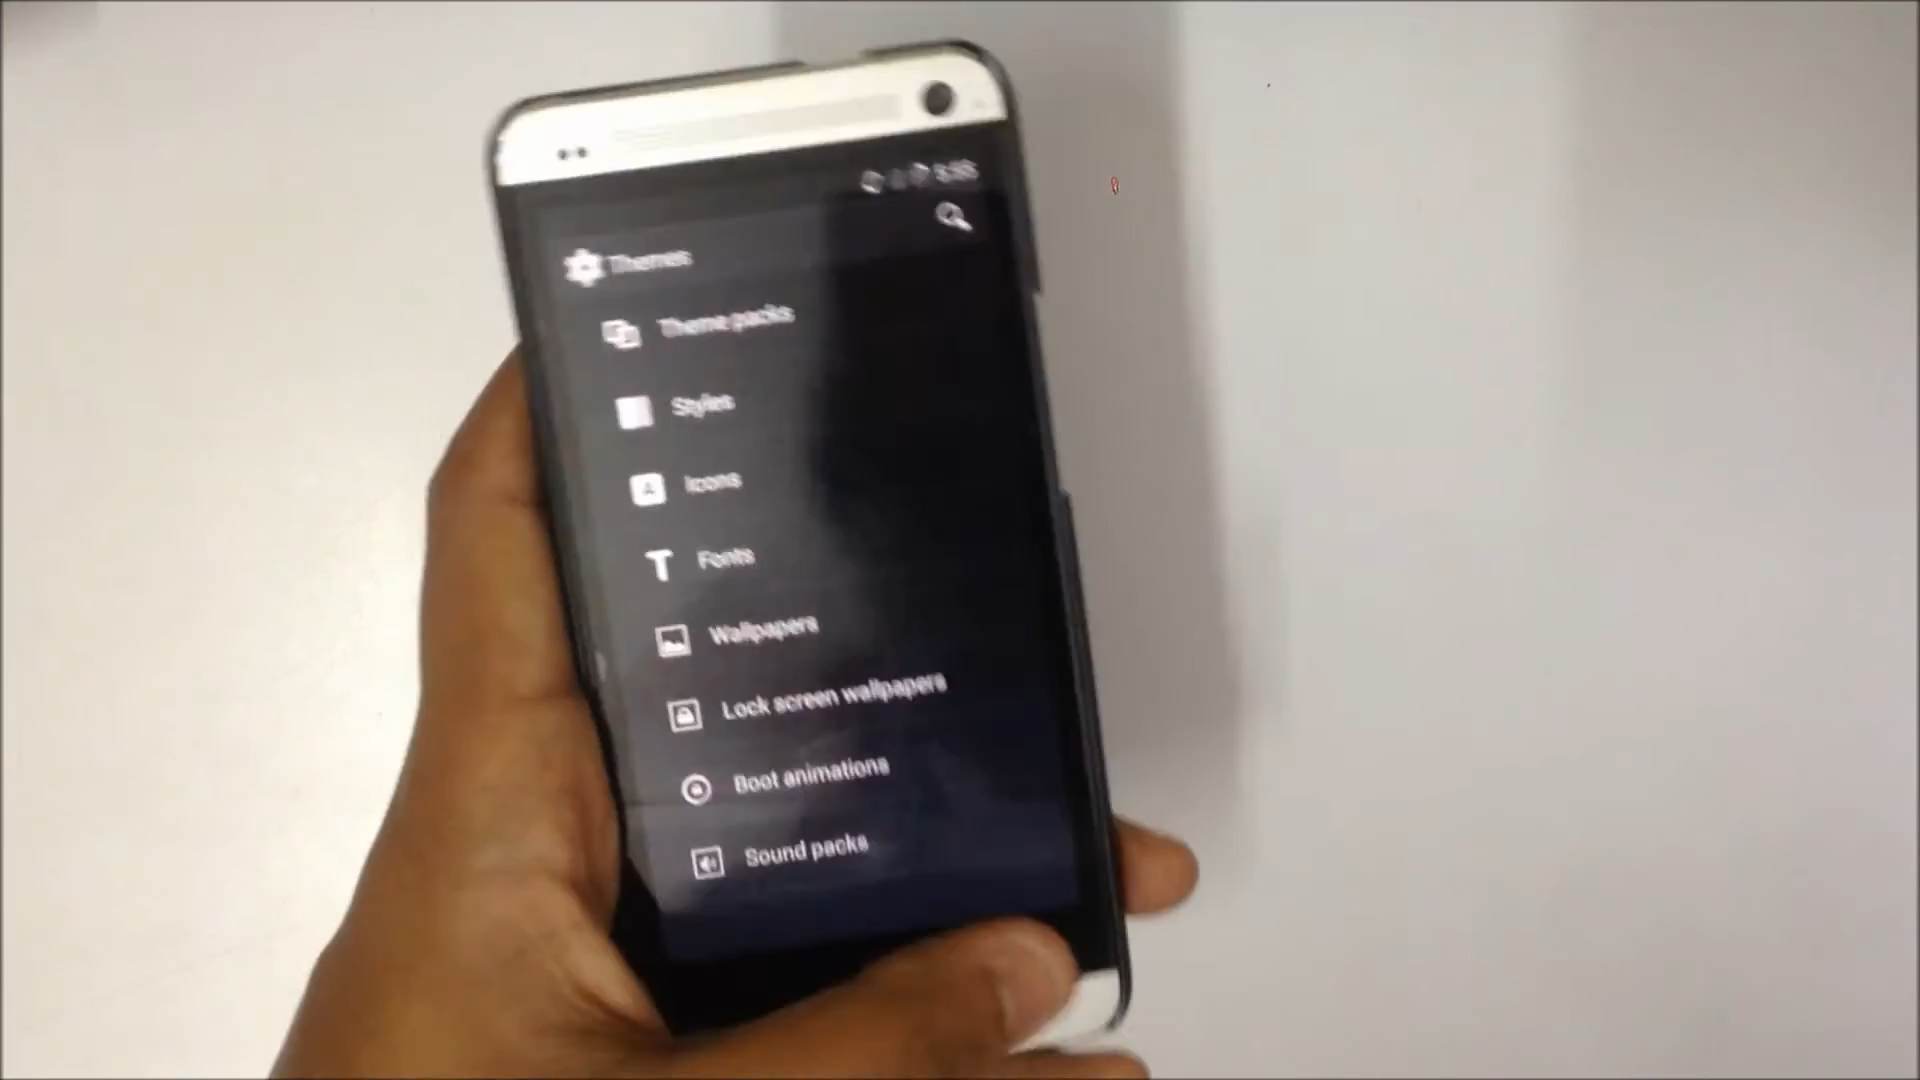 Themes
Theme packs
Styles
Icons
Fonts
Wallpapers
Lock screen wallpapers
Boot animations
Sound packs